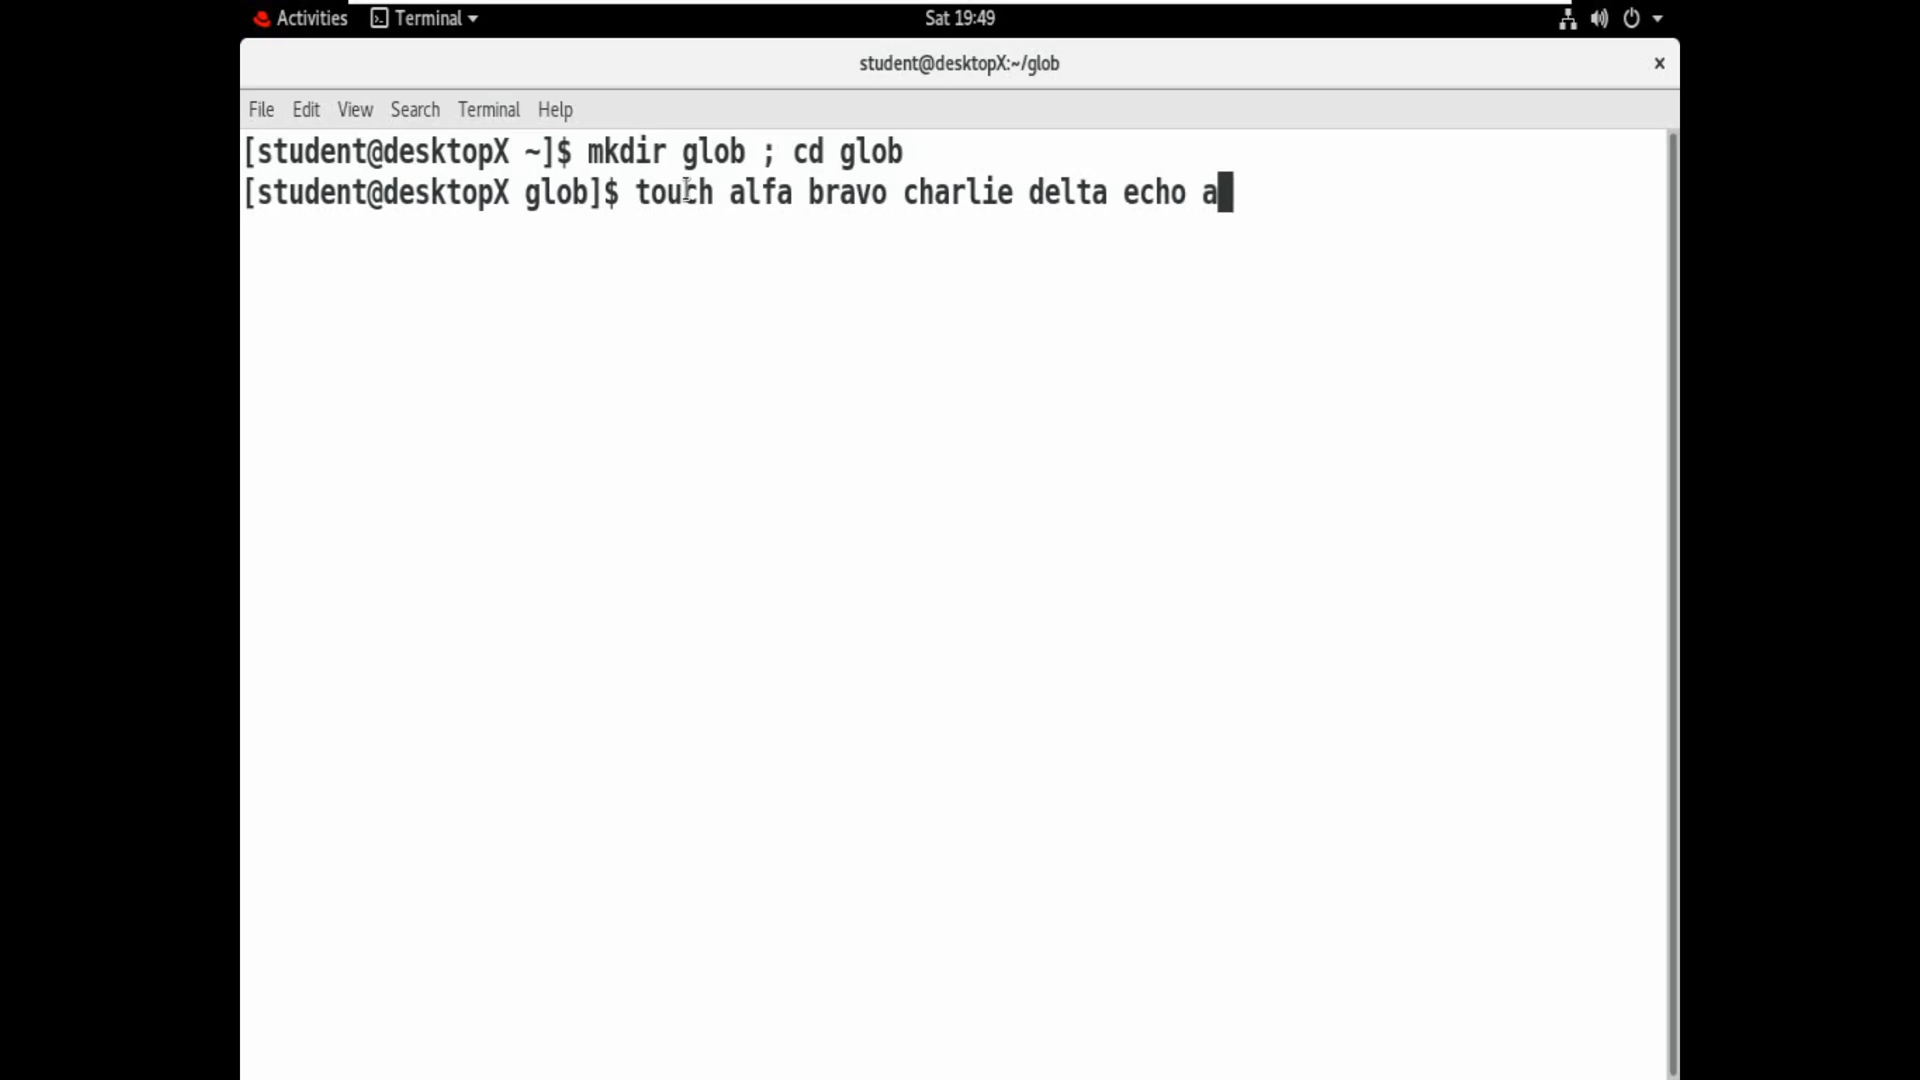 Activities Terminal Sat 19:49
student@desktopX:~/glob ×
File Edit View Search Terminal Help
[student@desktopX ~]$ mkdir glob ; cd glob
[student@desktopX glob]$ touch alfa bravo charlie delta echo a